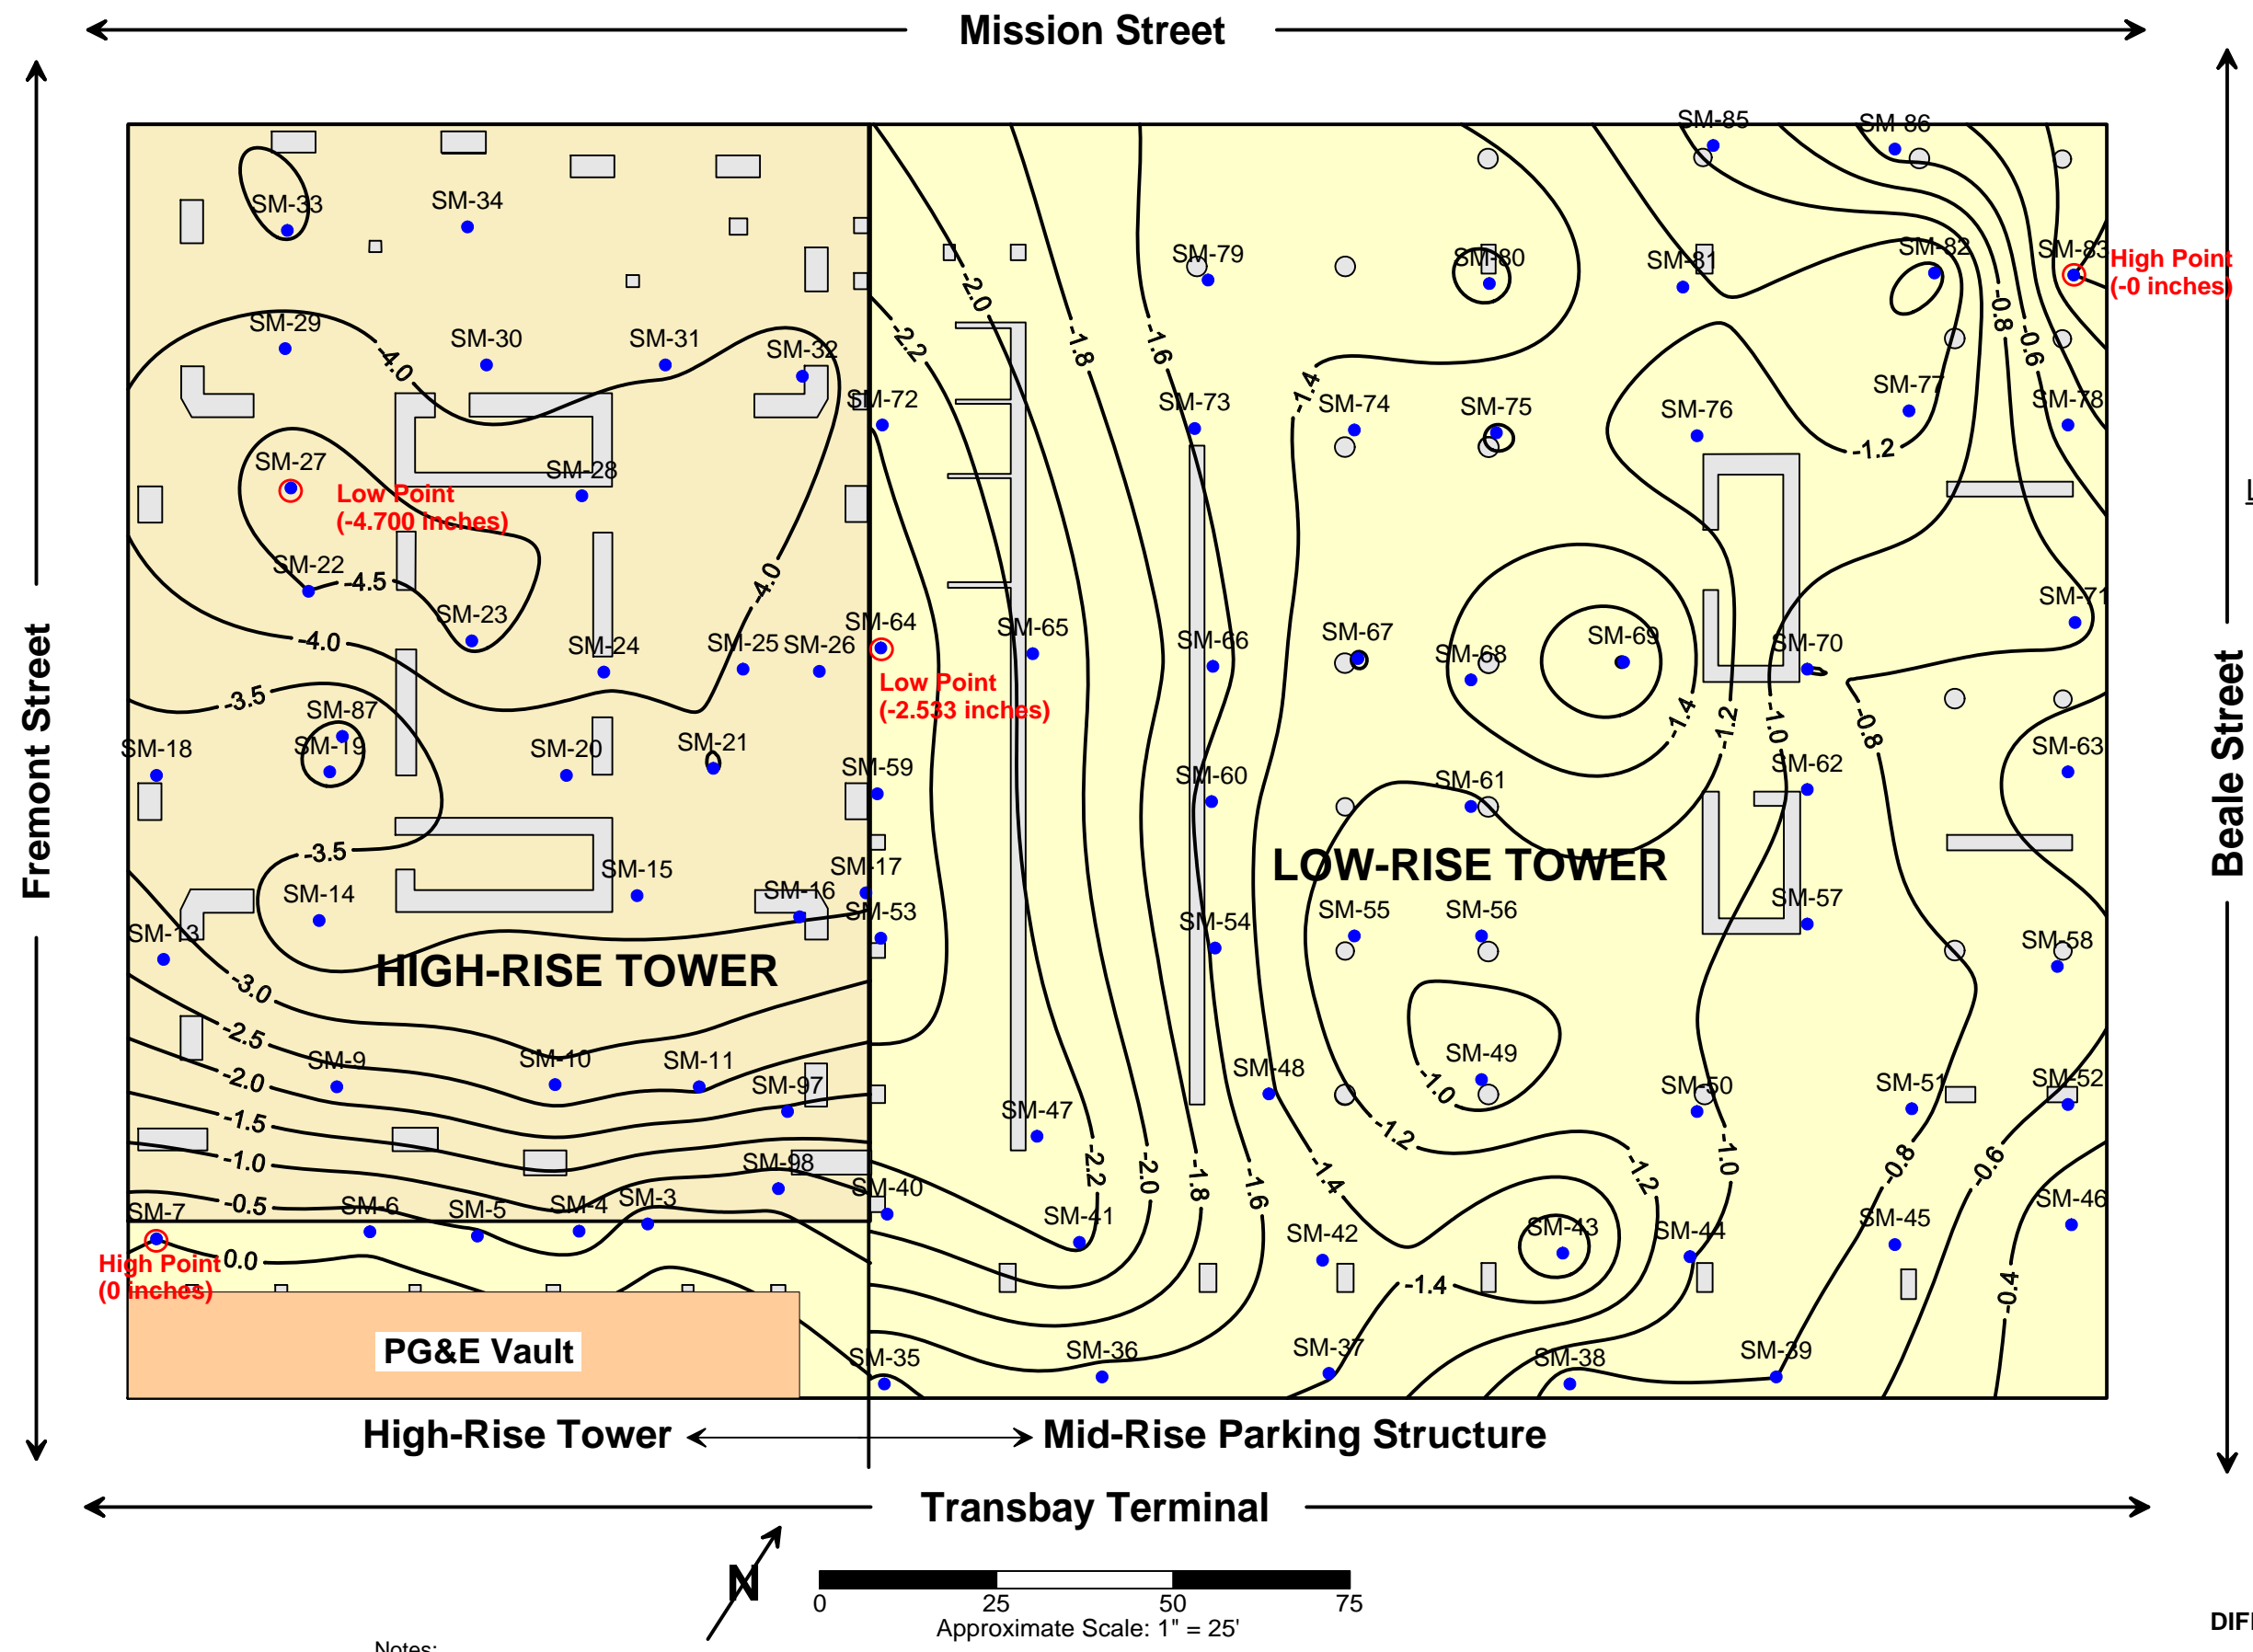 Mission Street
SM-85
SM-86
SM-33
SM-34
SM-79
SM-80
SM-81
SM-82
SM-83
High Point
(-0 inches)
-2.0
-0.8
SM-29
SM-30
SM-31
SM-32
-4.0
-2.2
-1.8
-1.6
-0.6
SM-72
SM-73
-1.4
SM-74
SM-75
SM-76
SM-77
SM-78
-1.2
SM-27
SM-28
Low Point
(-4.700 inches)
L
SM-22
-4.5
-4.0
SM-23
-4.0
SM-24
SM-25
SM-26
SM-64
SM-65
SM-66
SM-67
SM-68
SM-69
SM-70
SM-71
Low Point
(-2.533 inches)
-3.5
SM-87
-1.4
-1.2
-1.0
-0.8
SM-18
SM-19
SM-20
SM-21
SM-59
SM-60
SM-61
SM-62
SM-63
Fremont Street
Beale Street
-3.5
SM-14
SM-15
SM-16
SM-17
LOW-RISE TOWER
SM-13
SM-53
SM-54
SM-55
SM-56
SM-57
SM-58
HIGH-RISE TOWER
-3.0
-2.5
SM-9
SM-10
SM-11
SM-97
SM-48
SM-49
SM-50
SM-51
SM-52
-2.0
-1.0
-1.5
SM-47
-1.2
-1.0
SM-98
-2.2
-2.0
-1.8
-1.6
-1.4
-1.2
-1.0
-0.8
-0.6
-0.5
SM-7
SM-6
SM-5
SM-4
SM-3
SM-40
SM-41
SM-42
SM-43
SM-44
SM-45
SM-46
High Point
(0 inches)
0.0
-1.4
-0.4
PG&E Vault
SM-35
SM-36
SM-37
SM-38
SM-39
High-Rise Tower
Mid-Rise Parking Structure
Transbay Terminal
N
0 25 50 75
Approximate Scale: 1" = 25'
Notes: